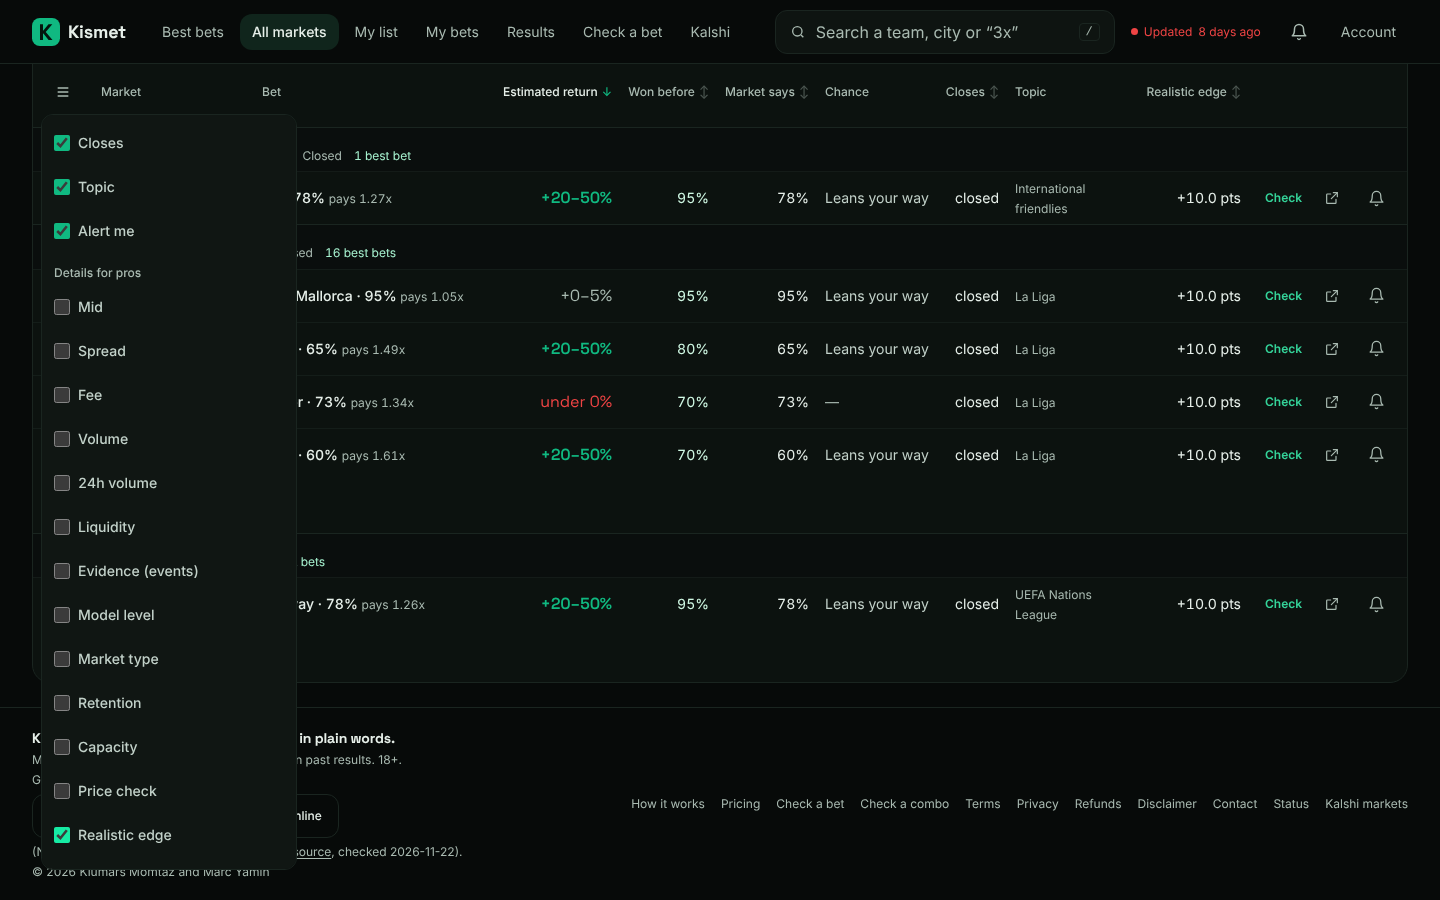 K Kismet Best bets All markets My list My bets Results Check a bet Kalshi Search a team, city or “3x” / Updated 8 days ago Account
Market Bet Estimated return ↓ Won before Market says Chance Closes Topic Realistic edge
Closes
Topic
Alert me
Details for pros
Mid
Spread
Fee
Volume
24h volume
Liquidity
Evidence (events)
Model level
Market type
Retention
Capacity
Price check
Realistic edge
Closed 1 best bet
78% pays 1.27x +20–50% 95% 78% Leans your way closed International friendlies +10.0 pts Check
16 best bets
Mallorca · 95% pays 1.05x +0–5% 95% 95% Leans your way closed La Liga +10.0 pts Check
· 65% pays 1.49x +20–50% 80% 65% Leans your way closed La Liga +10.0 pts Check
· 73% pays 1.34x under 0% 70% 73% — closed La Liga +10.0 pts Check
· 60% pays 1.61x +20–50% 70% 60% Leans your way closed La Liga +10.0 pts Check
bets
· 78% pays 1.26x +20–50% 95% 78% Leans your way closed UEFA Nations League +10.0 pts Check
in plain words.
past results. 18+.
How it works Pricing Check a bet Check a combo Terms Privacy Refunds Disclaimer Contact Status Kalshi markets
source, checked 2026-11-22).
© 2026 Kiumars Momtaz and Marc Yamin